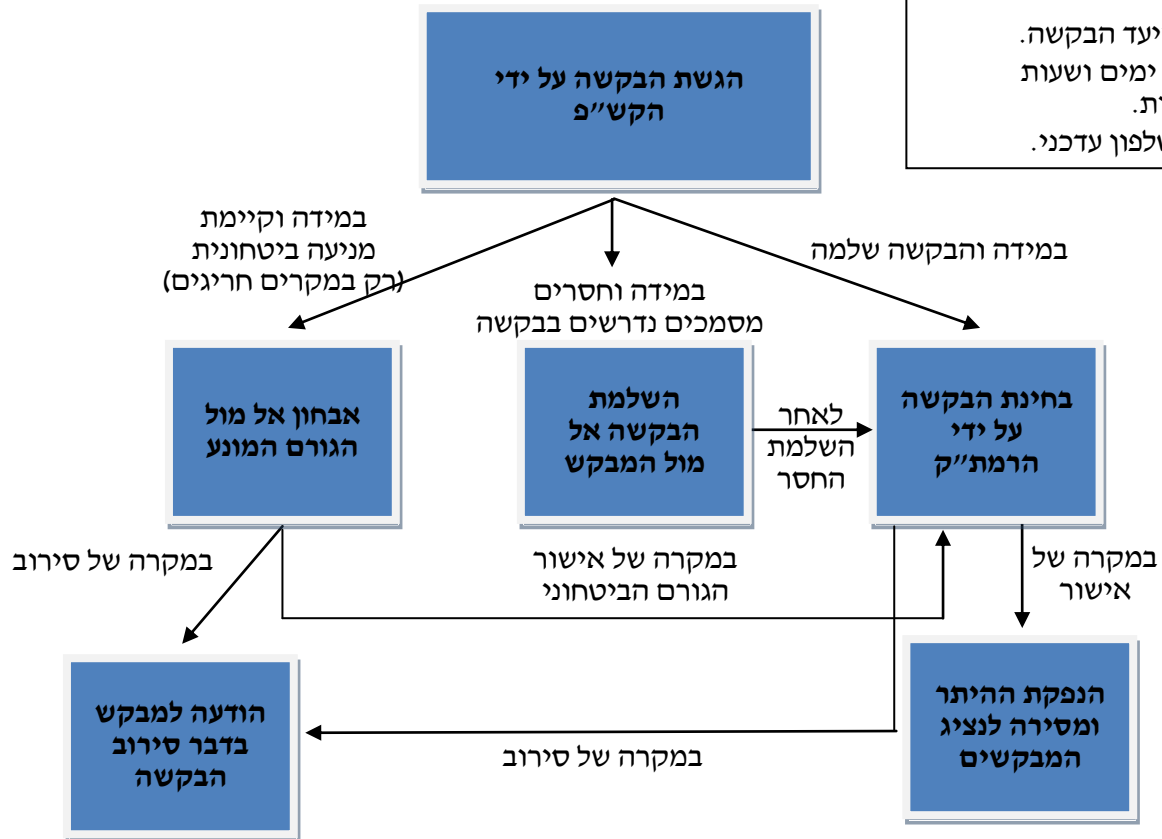 יעד הבקשה.
ימים ושעות
ית.
שלפון עדכני.
הגשת הבקשה על ידי
הקש״פ
במידה והבקשה שלמה
במידה וחסרים
מסמכים נדרשים בבקשה
במידה וקיימת
מניעה ביטחונית
(רק במקרים חריגים)
בחינת הבקשה
על ידי
הרמת״ק
לאחר
השלמת
החסר
השלמת
הבקשה אל
מול המבקש
אבחון אל מול
הגורם המונע
במקרה של
אישור
במקרה של אישור
הגורם הביטחוני
במקרה של סירוב
הנפקת ההיתר
ומסירה לנציג
המבקשים
במקרה של סירוב
הודעה למבקש
בדבר סירוב
הבקשה